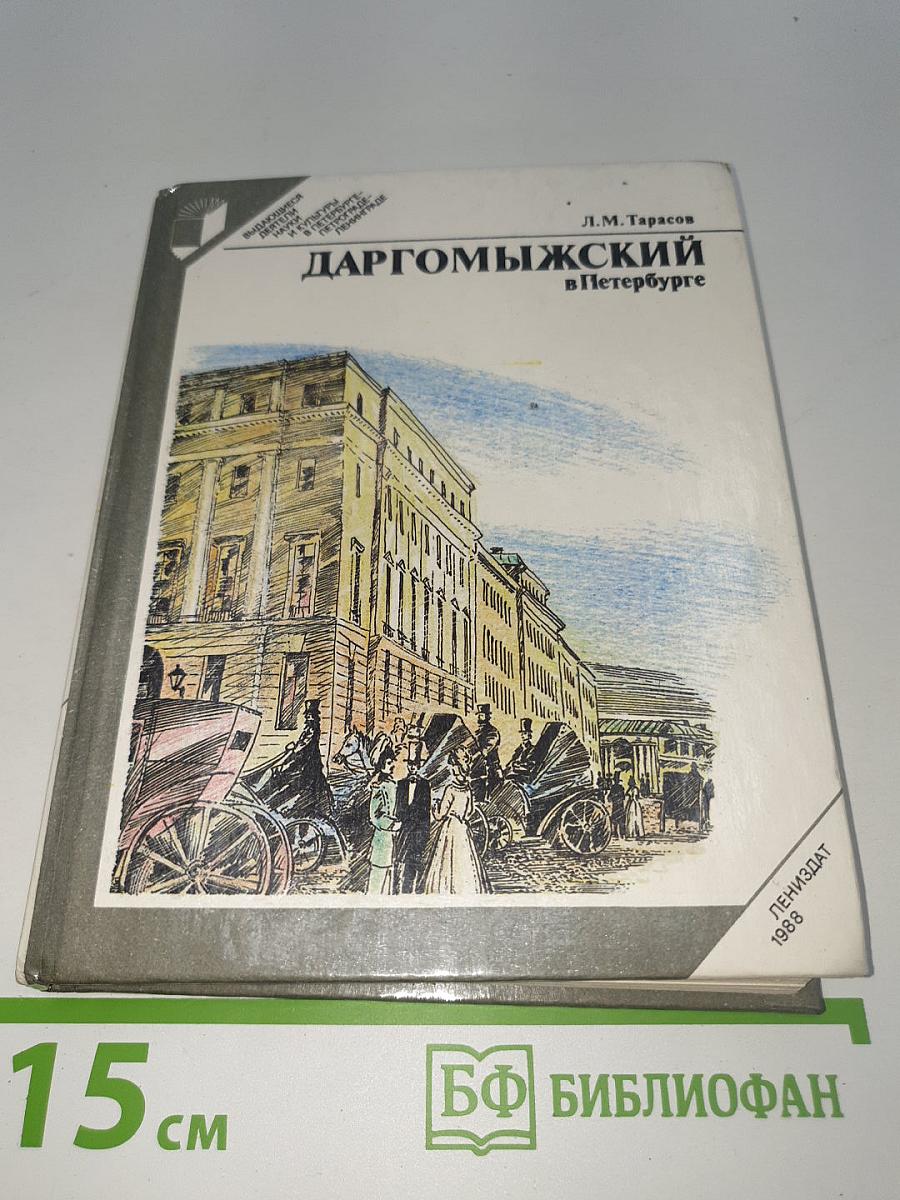 ВЫДАЮЩИЕСЯ
ДЕЯТЕЛИ
НАУКИ
И КУЛЬТУРЫ
В ПЕТЕРБУРГЕ-
ПЕТРОГРАДЕ-
ЛЕНИНГРАДЕ
Л.М.Тарасов
ДАРГОМЫЖСКИЙ
в Петербурге
ЛЕНИЗДАТ
1988
15 см
БФ БИБЛИОФАН